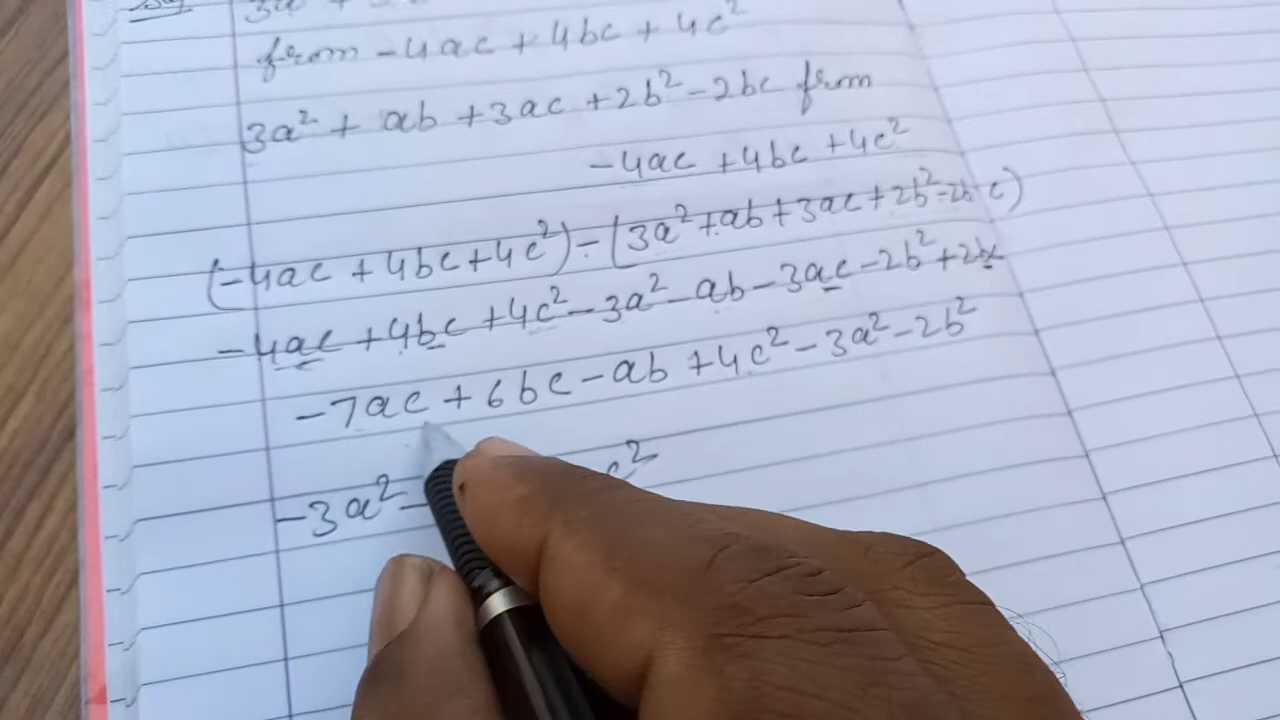 from -4ac + 4bc + 4c²
3a² + ab + 3ac + 2b² - 2bc from
-4ac + 4bc + 4c²
(-4ac + 4bc + 4c²) - (3a² + ab + 3ac + 2b² - 2bc)
-4ac + 4bc + 4c² - 3a² - ab - 3ac - 2b² + 2bc
-7ac + 6bc - ab + 4c² - 3a² - 2b²
-3a² - c²